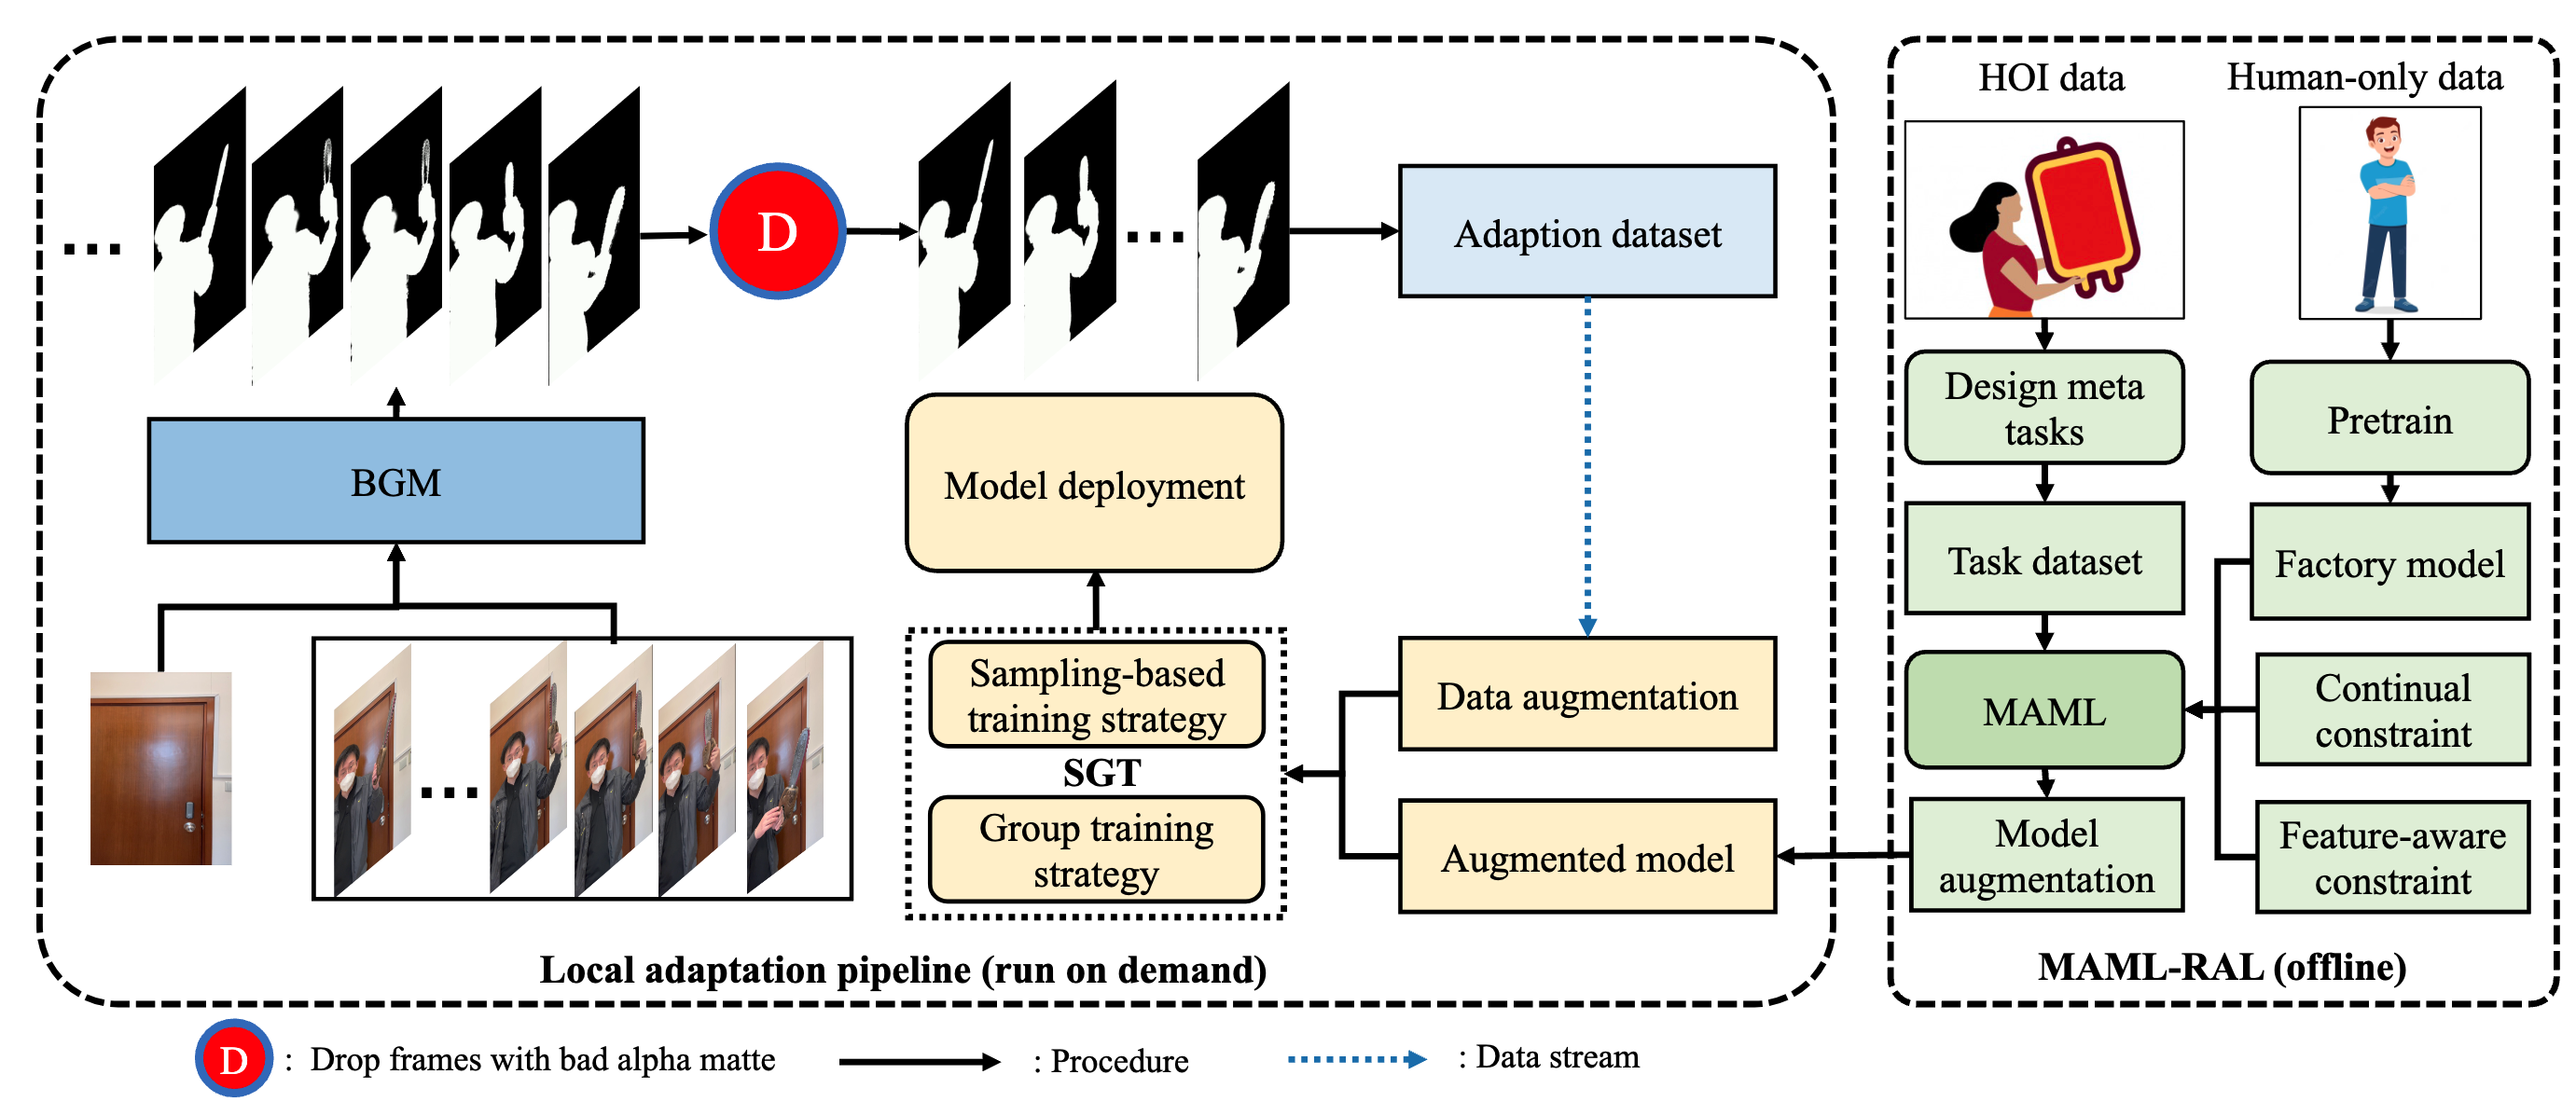 HOI data
Human-only data
D
Adaption dataset
Design meta
tasks
Pretrain
BGM
Model deployment
Task dataset
Factory model
Sampling-based
training strategy
SGT
Group training
strategy
Data augmentation
Augmented model
MAML
Continual
constraint
Model
augmentation
Feature-aware
constraint
Local adaptation pipeline (run on demand)
MAML-RAL (offline)
D : Drop frames with bad alpha matte
: Procedure
: Data stream